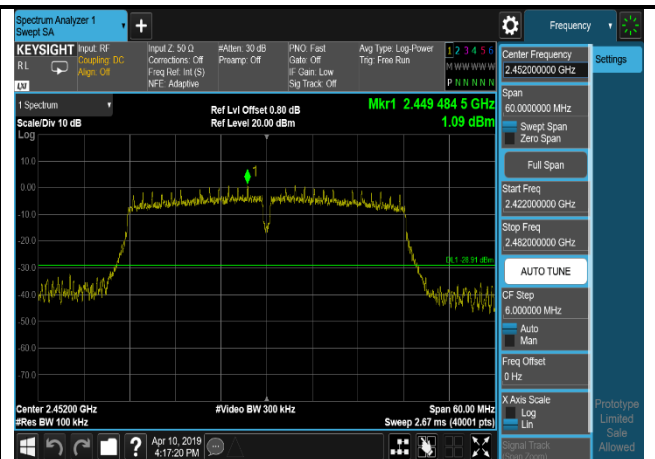 Spectrum Analyzer 1
Swept SA
+
Frequency
KEYSIGHT
RL
LXI
Input: RF
Coupling: DC
Align: Off
Input Z: 50 Ω
Corrections: Off
Freq Ref: Int (S)
NFE: Adaptive
#Atten: 30 dB
Preamp: Off
PNO: Fast
Gate: Off
IF Gain: Low
Sig Track: Off
Avg Type: Log-Power
Trig: Free Run
1 2 3 4 5 6
M W W W W W
P N N N N N
1 Spectrum
Scale/Div 10 dB
Log
Ref Lvl Offset 0.80 dB
Ref Level 20.00 dBm
Mkr1 2.449 484 5 GHz
1.09 dBm
10.0
0.00
-10.0
-20.0
-30.0
-40.0
-50.0
-60.0
-70.0
1
DL1 -28.91 dBm
Center 2.45200 GHz
#Res BW 100 kHz
#Video BW 300 kHz
Span 60.00 MHz
Sweep 2.67 ms (40001 pts)
Center Frequency
2.452000000 GHz
Settings
Span
60.0000000 MHz
Swept Span
Zero Span
Full Span
Start Freq
2.422000000 GHz
Stop Freq
2.482000000 GHz
AUTO TUNE
CF Step
6.000000 MHz
Auto
Man
Freq Offset
0 Hz
X Axis Scale
Log
Lin
Signal Track
(Span Zoom)
Prototype
Limited
Sale
Allowed
?
Apr 10, 2019
4:17:20 PM